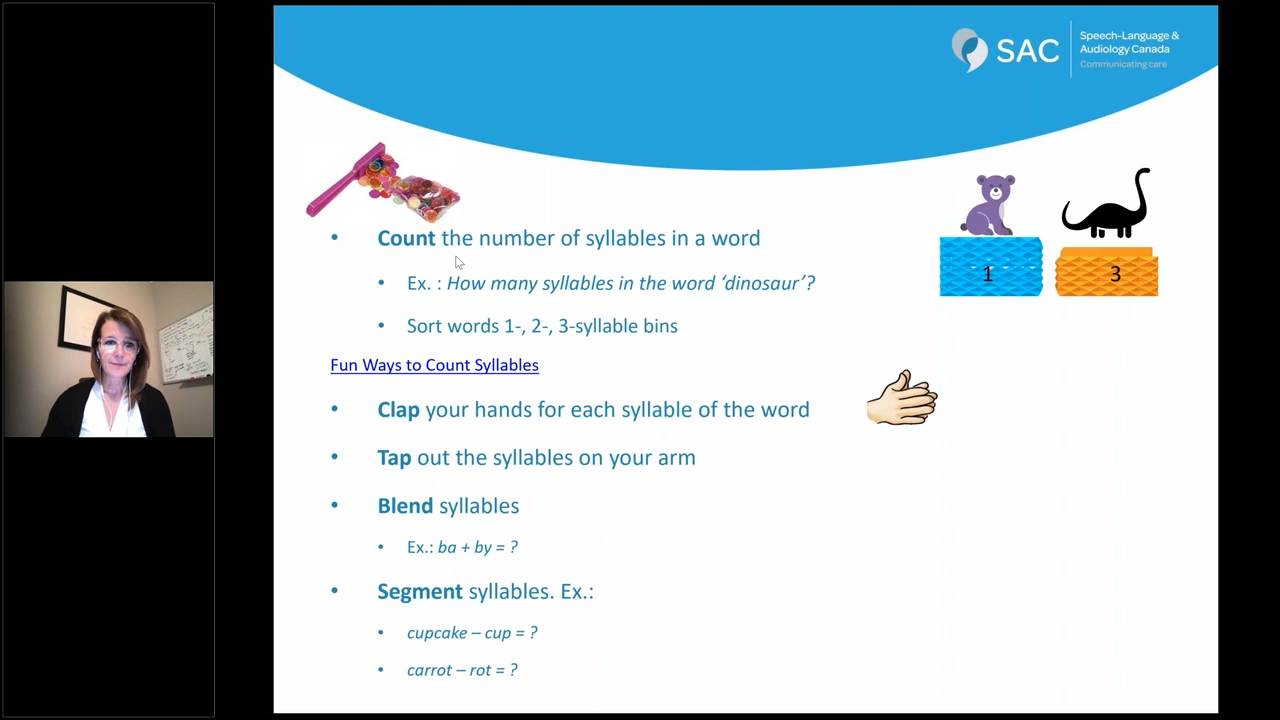 SAC
Speech-Language &
Audiology Canada
Communicating care
• Count the number of syllables in a word
• Ex. : How many syllables in the word ‘dinosaur’?
• Sort words 1-, 2-, 3-syllable bins
1
3
Fun Ways to Count Syllables
• Clap your hands for each syllable of the word
• Tap out the syllables on your arm
• Blend syllables
• Ex.: ba + by = ?
• Segment syllables. Ex.:
• cupcake – cup = ?
• carrot – rot = ?